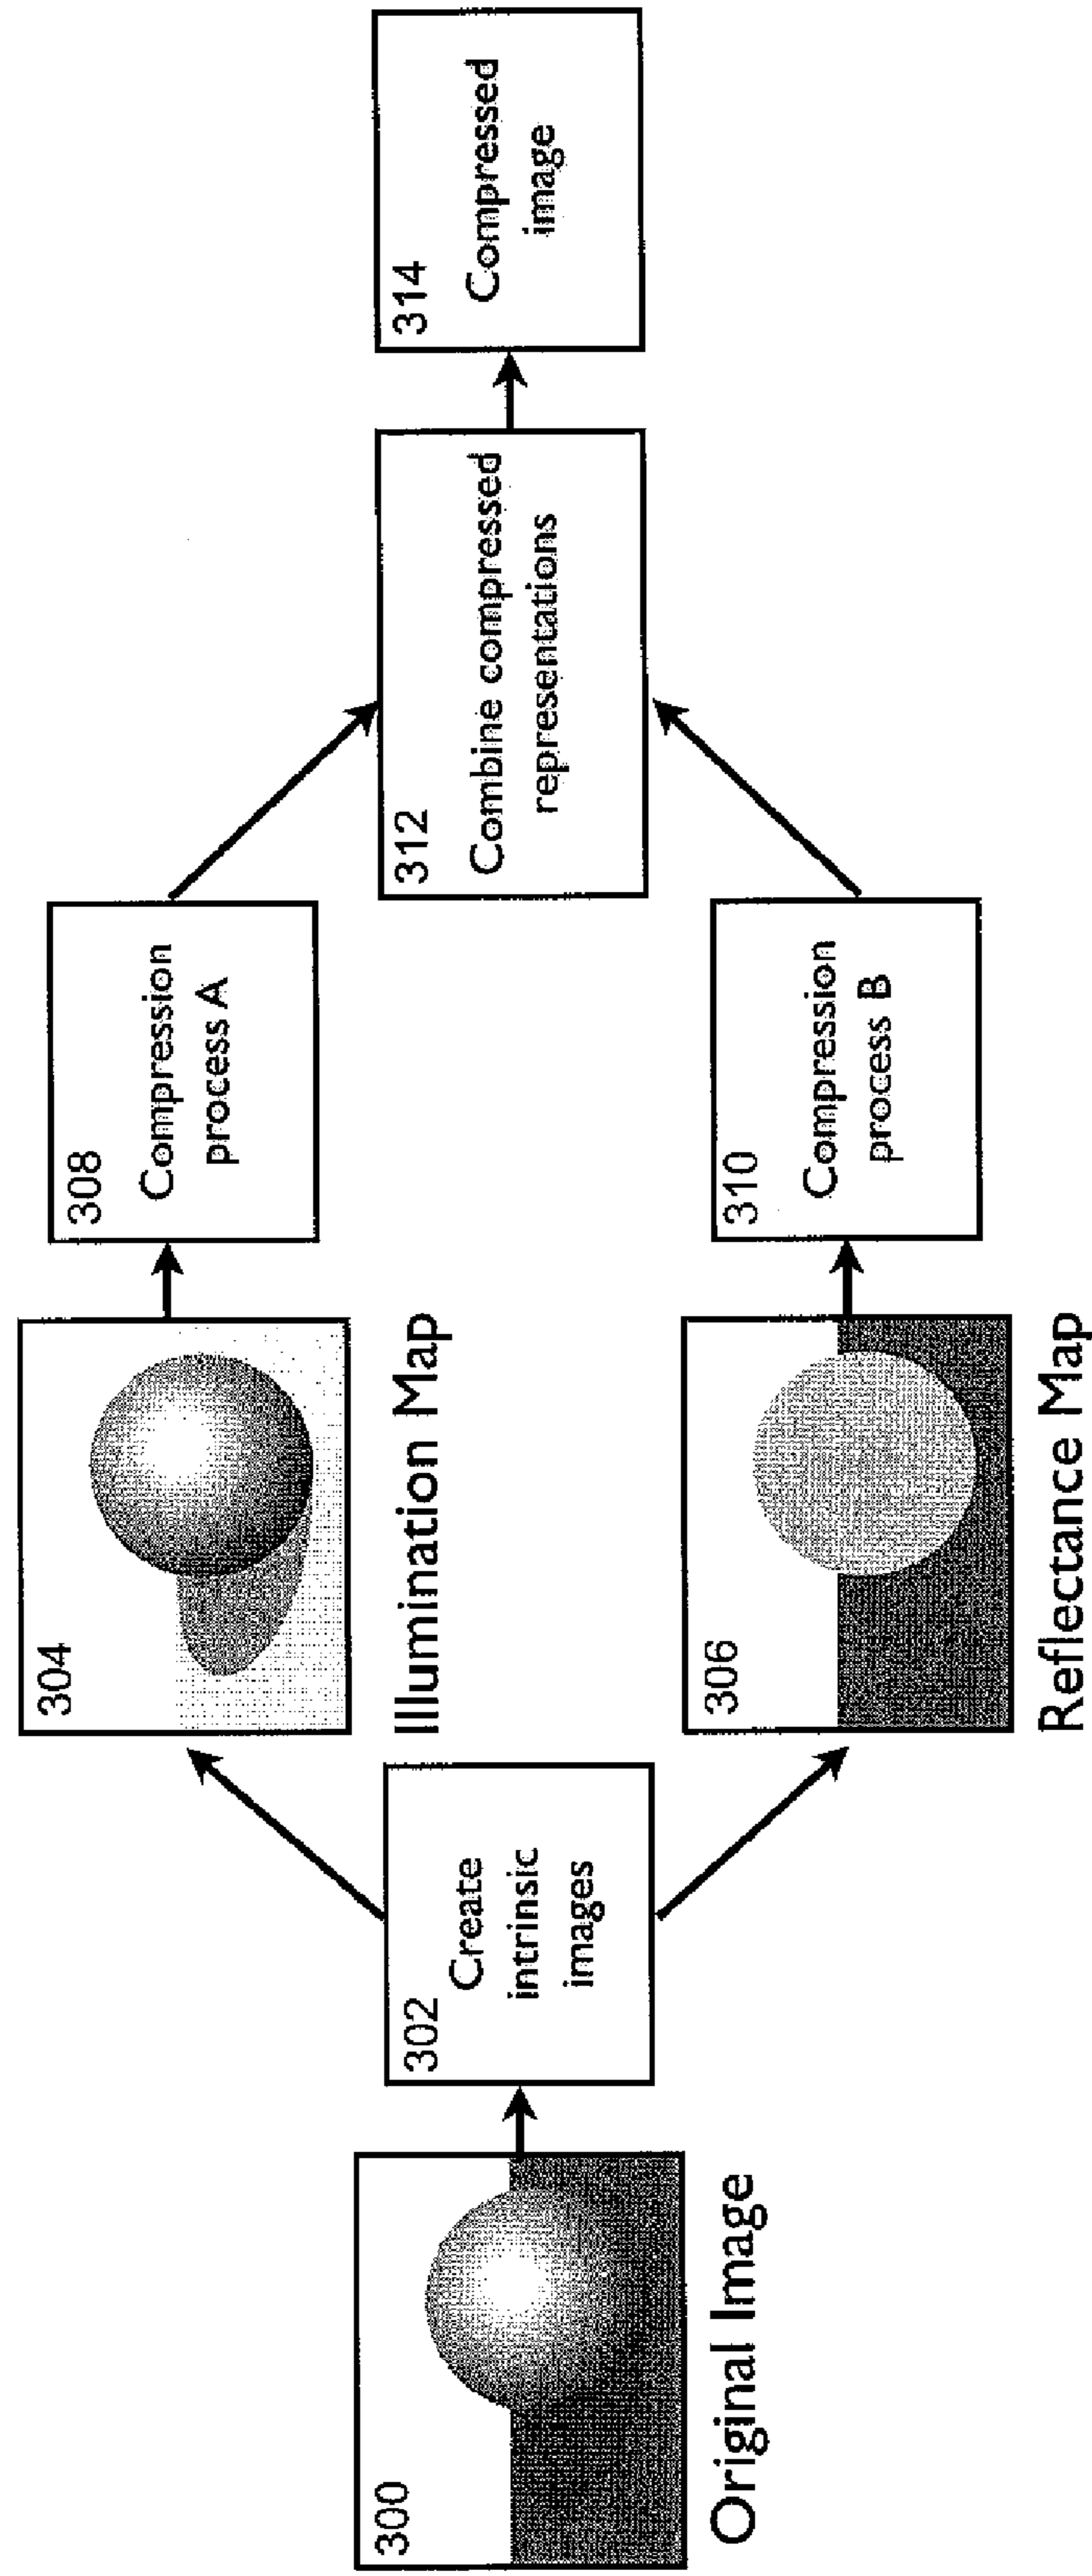 300
Original Image
302
Create
intrinsic
images
304
Illumination Map
306
Reflectance Map
308
Compression
process A
310
Compression
process B
312
Combine compressed
representations
314
Compressed
image